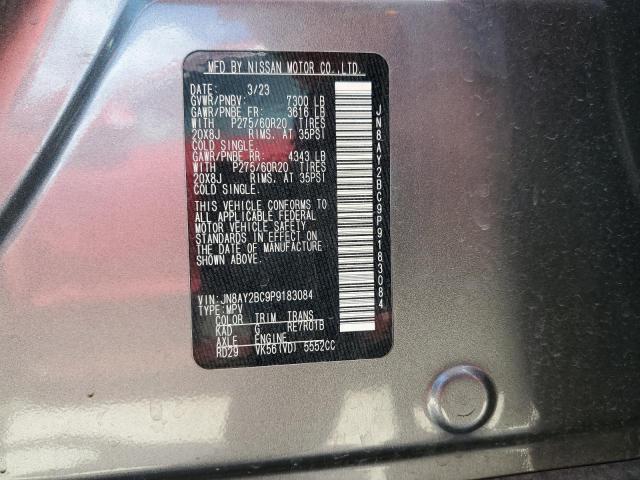 MFD BY NISSAN MOTOR CO.,LTD.
DATE: 3/23
GVWR/PNBV: 7300 LB
GAWR/PNBE FR: 3616 LB
WITH P275/60R20 TIRES
20X8J RIMS. AT 35PSI
COLD SINGLE.
GAWR/PNBE RR: 4343 LB
WITH P275/60R20 TIRES
20X8J RIMS. AT 35PSI
COLD SINGLE.
THIS VEHICLE CONFORMS TO
ALL APPLICABLE FEDERAL
MOTOR VEHICLE SAFETY
STANDARDS IN EFFECT ON
THE DATE OF MANUFACTURE
SHOWN ABOVE.
VIN:JN8AY2BC9P9183084
TYPE:MPV
COLOR TRIM TRANS
KAD G RE7R01B
AXLE ENGINE
RD29 VK56(VD) 5552CC
JN8AY2BC9P9183084